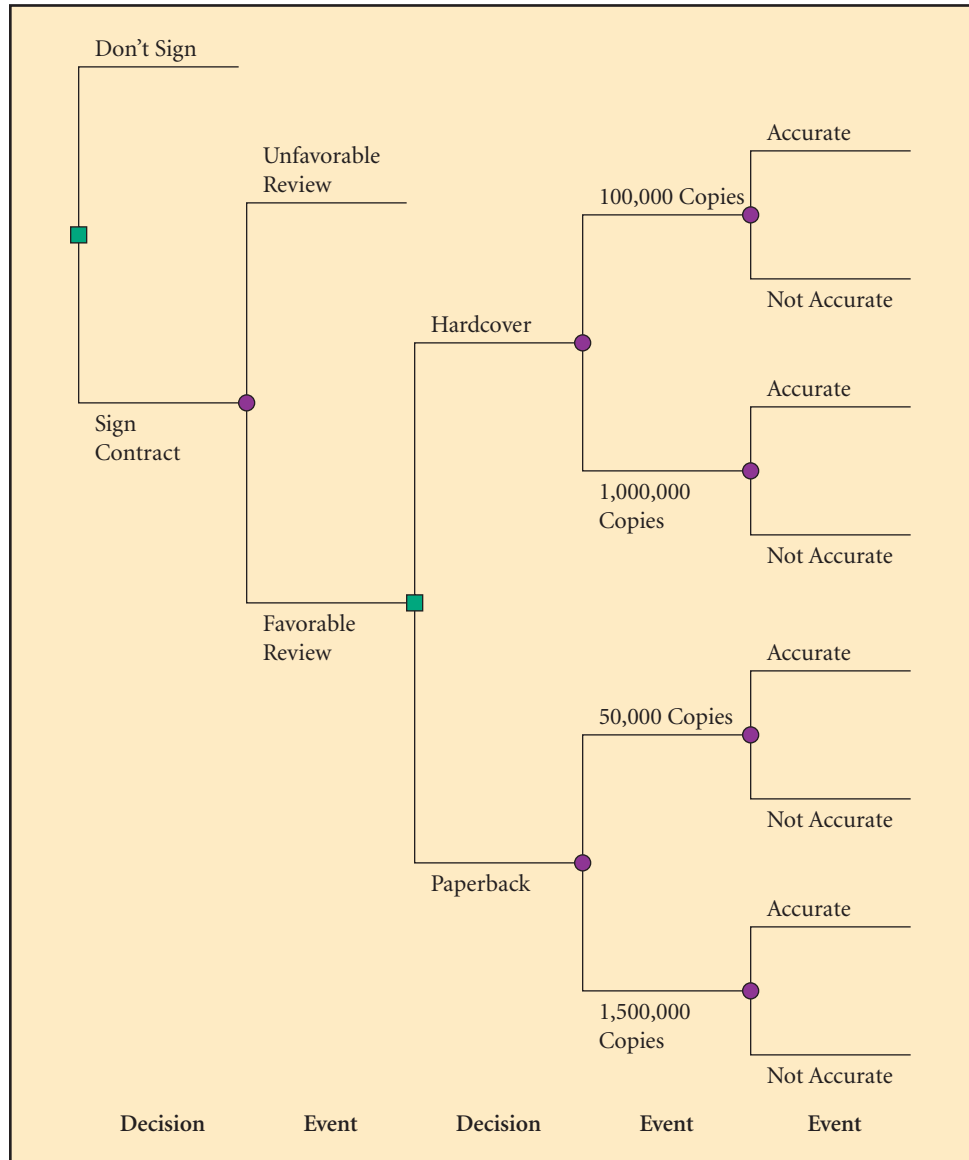 Don't Sign
Accurate
Unfavorable
Review
100,000 Copies
Not Accurate
Hardcover
Accurate
Sign
Contract
1,000,000
Copies
Not Accurate
Favorable
Review
Accurate
50,000 Copies
Not Accurate
Paperback
Accurate
1,500,000
Copies
Not Accurate
Decision Event Decision Event Event